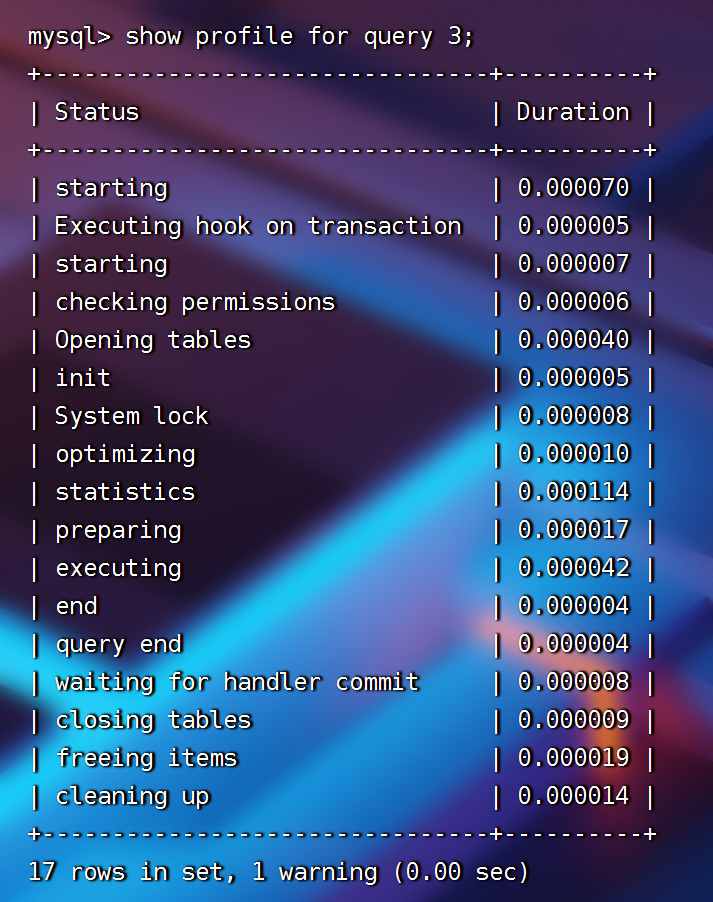 mysql> show profile for query 3;
+--------------------------------+----------+
| Status                         | Duration |
+--------------------------------+----------+
| starting                       | 0.000070 |
| Executing hook on transaction  | 0.000005 |
| starting                       | 0.000007 |
| checking permissions           | 0.000006 |
| Opening tables                 | 0.000040 |
| init                           | 0.000005 |
| System lock                    | 0.000008 |
| optimizing                     | 0.000010 |
| statistics                     | 0.000114 |
| preparing                      | 0.000017 |
| executing                      | 0.000042 |
| end                            | 0.000004 |
| query end                      | 0.000004 |
| waiting for handler commit     | 0.000008 |
| closing tables                 | 0.000009 |
| freeing items                  | 0.000019 |
| cleaning up                    | 0.000014 |
+--------------------------------+----------+
17 rows in set, 1 warning (0.00 sec)